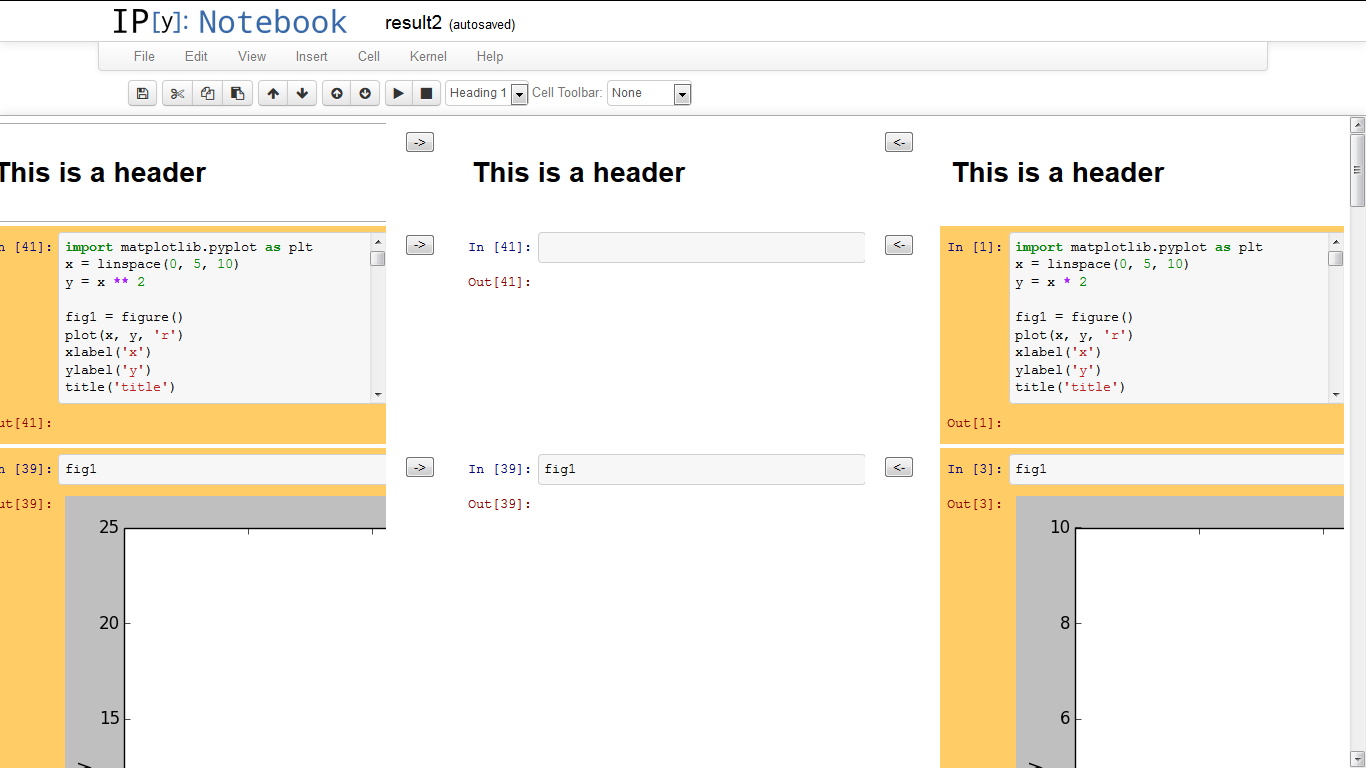 IP[y]: Notebook result2 (autosaved)
File Edit View Insert Cell Kernel Help
Heading 1 Cell Toolbar: None
-> <-
This is a header This is a header This is a header
n [41]: import matplotlib.pyplot as plt
x = linspace(0, 5, 10)
y = x ** 2
fig1 = figure()
plot(x, y, 'r')
xlabel('x')
ylabel('y')
title('title')
ut[41]:
-> In [41]: <-
Out[41]:
In [1]: import matplotlib.pyplot as plt
x = linspace(0, 5, 10)
y = x * 2
fig1 = figure()
plot(x, y, 'r')
xlabel('x')
ylabel('y')
title('title')
Out[1]:
n [39]: fig1 -> In [39]: fig1 <- In [3]: fig1
ut[39]: Out[39]: Out[3]:
25 10
20 8
15 6